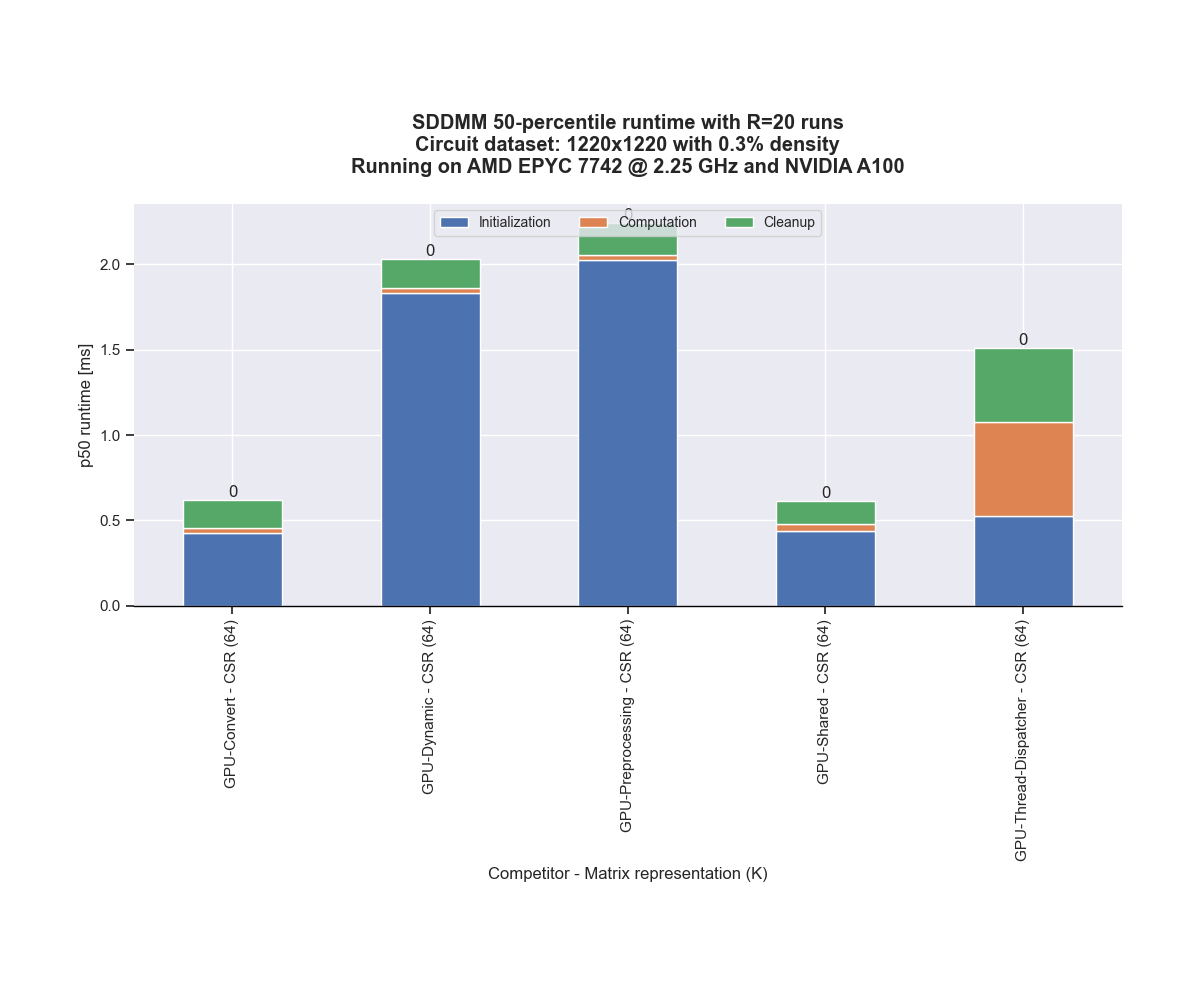 SDDMM 50-percentile runtime with R=20 runs
Circuit dataset: 1220x1220 with 0.3% density
Running on AMD EPYC 7742 @ 2.25 GHz and NVIDIA A100
Initialization
Computation
Cleanup
0
0
0
0
0
2.0
1.5
1.0
0.5
0.0
p50 runtime [ms]
GPU-Convert - CSR (64)
GPU-Dynamic - CSR (64)
GPU-Preprocessing - CSR (64)
GPU-Shared - CSR (64)
GPU-Thread-Dispatcher - CSR (64)
Competitor - Matrix representation (K)